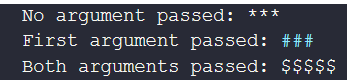 No argument passed: ***
First argument passed: ###
Both arguments passed: $$$$$